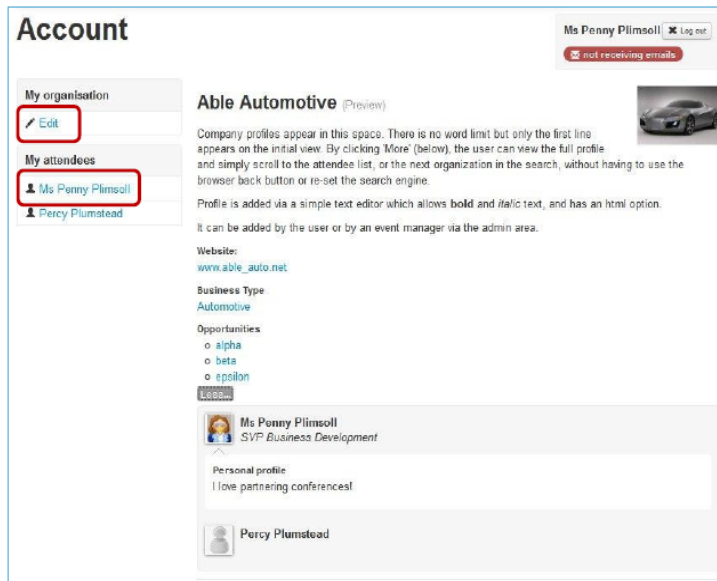 Account
Ms Penny Plimsoll
Log out
not receiving emails
My organisation
Edit
My attendees
Ms Penny Plimsoll
Percy Plumstead
Able Automotive (Preview)
Company profiles appear in this space. There is no word limit but only the first line
appears on the initial view. By clicking 'More' (below), the user can view the full profile
and simply scroll to the attendee list, or the next organization in the search, without having to use the
browser back button or re-set the search engine.
Profile is added via a simple text editor which allows bold and italic text, and has an html option.
It can be added by the user or by an event manager via the admin area.
Website:
www.able_auto.net
Business Type
Automotive
Opportunities
alpha
beta
epsilon
Less...
Ms Penny Plimsoll
SVP Business Development
Personal profile
I love partnering conferences!
Percy Plumstead